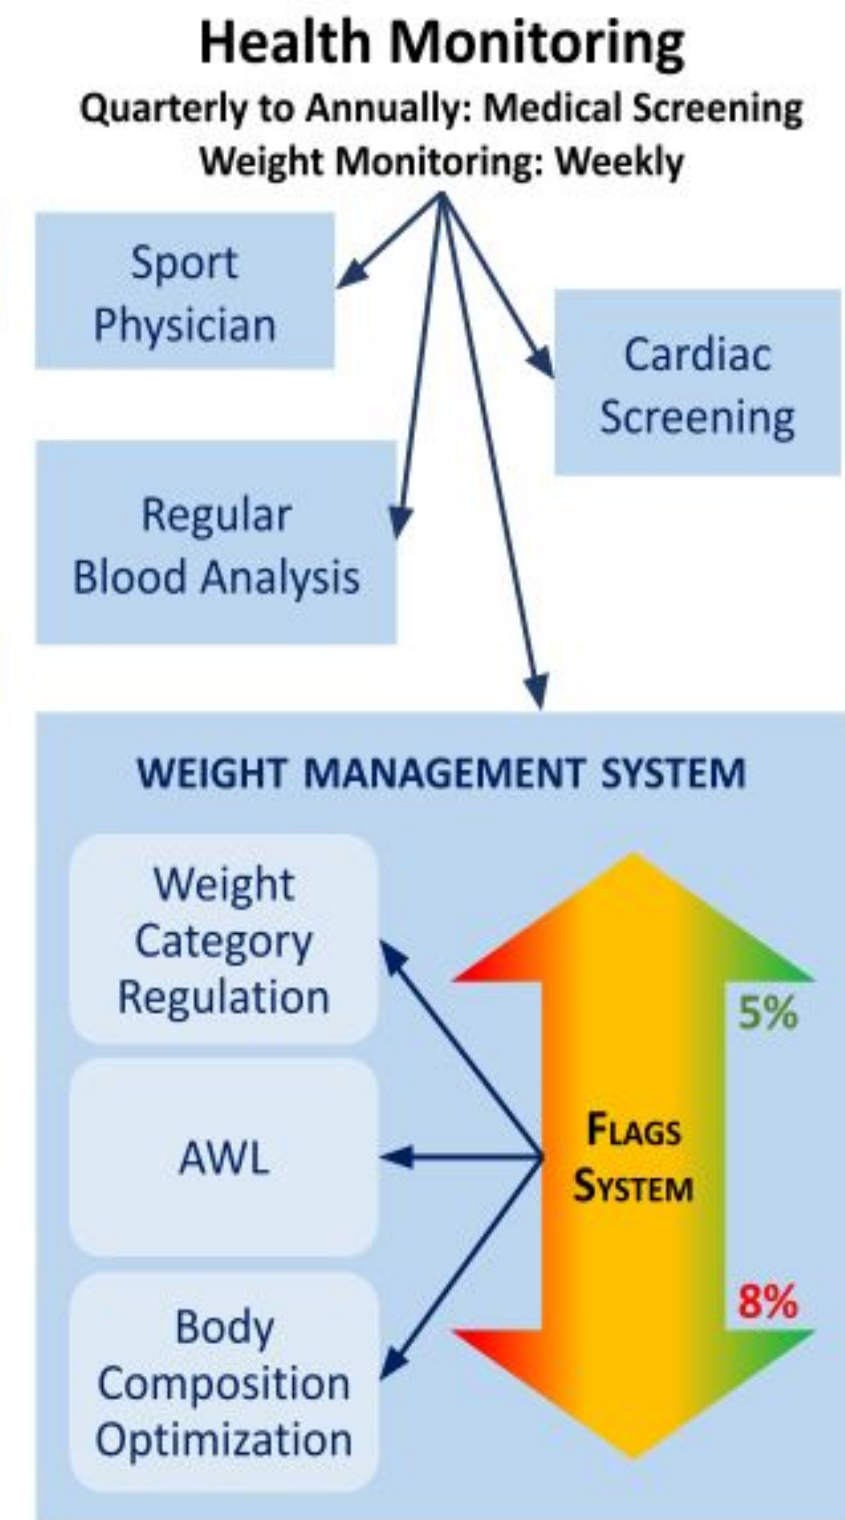 Health Monitoring
Quarterly to Annually: Medical Screening
Weight Monitoring: Weekly
Sport
Physician
Cardiac
Screening
Regular
Blood Analysis
WEIGHT MANAGEMENT SYSTEM
Weight
Category
Regulation
AWL
Body
Composition
Optimization
5%
FLAGS
SYSTEM
8%